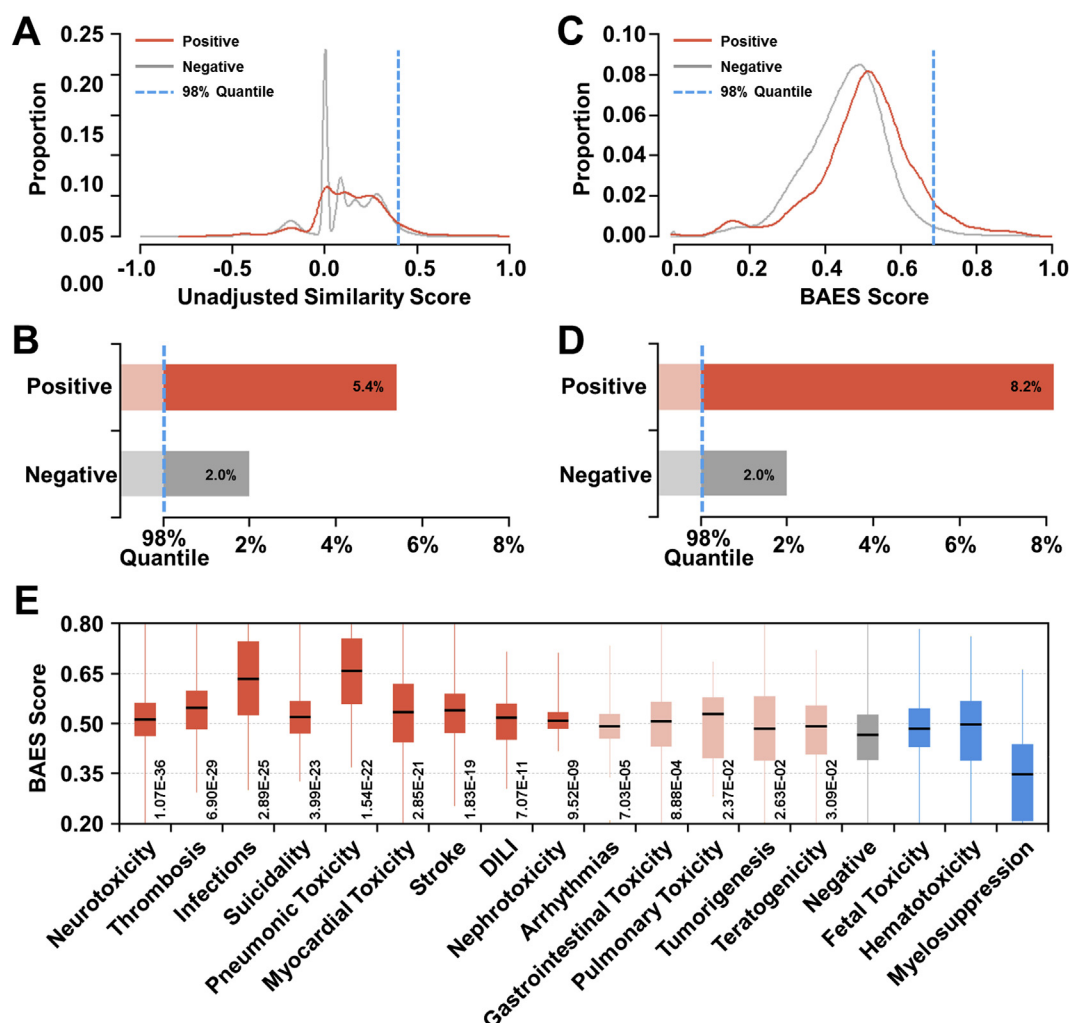 A
0.25
0.20
0.15
0.10
0.05
0.00
Proportion
Positive
Negative
98% Quantile
-1.0
-0.5
0.0
0.5
1.0
Unadjusted Similarity Score
C
0.10
0.08
0.06
0.04
0.02
0.00
Proportion
Positive
Negative
98% Quantile
0.0
0.2
0.4
0.6
0.8
1.0
BAES Score
B
Positive
5.4%
Negative
2.0%
98%
Quantile
2%
4%
6%
8%
D
Positive
8.2%
Negative
2.0%
98%
Quantile
2%
4%
6%
8%
E
0.80
0.65
0.50
0.35
0.20
BAES Score
1.07E-36
6.90E-29
2.89E-25
3.99E-23
1.54E-22
2.85E-21
1.83E-19
7.07E-11
9.52E-09
7.03E-05
8.88E-04
2.37E-02
2.63E-02
3.09E-02
Neurotoxicity
Thrombosis
Infections
Suicidality
Pneumonic Toxicity
Myocardial Toxicity
Stroke
DILI
Nephrotoxicity
Arrhythmias
Gastrointestinal Toxicity
Pulmonary Toxicity
Tumorigenesis
Teratogenicity
Negative
Fetal Toxicity
Hematotoxicity
Myelosuppression